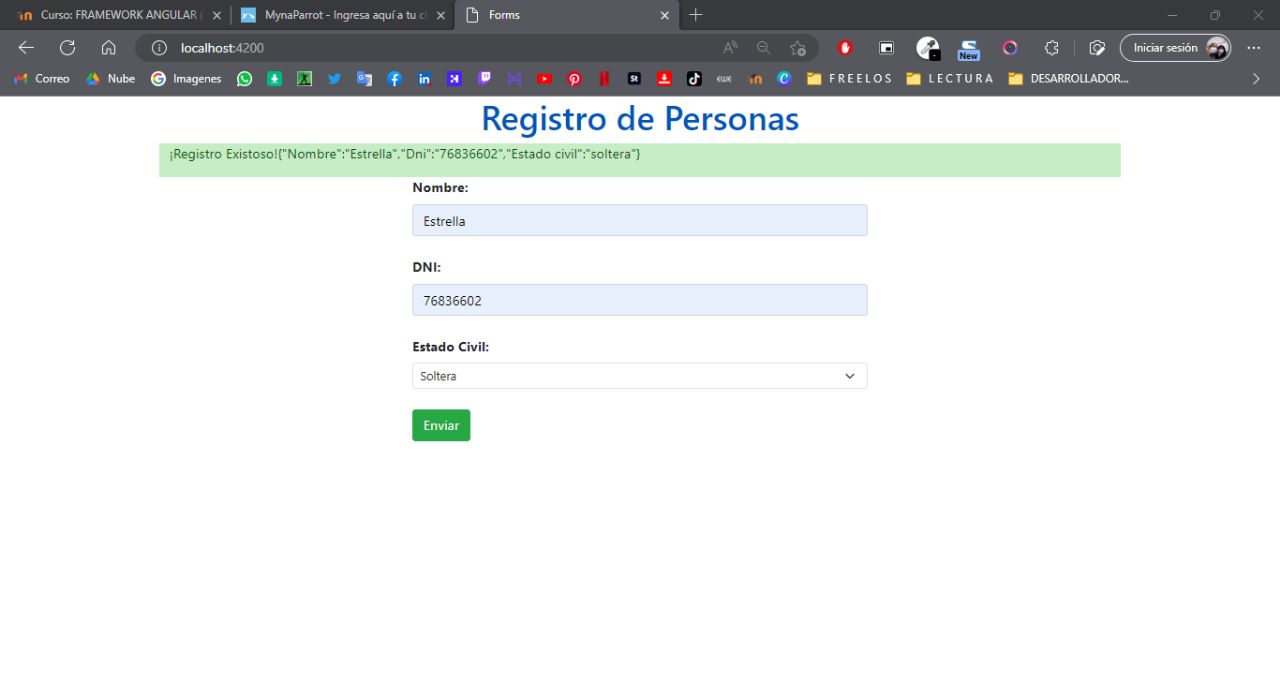 Curso: FRAMEWORK ANGULAR (
MynaParrot - Ingresa aquí a tu cl
Forms
localhost:4200
New
Iniciar sesión
Correo
Nube
Imagenes
FREELOS
LECTURA
DESARROLLADOR...
Registro de Personas
¡Registro Existoso!{"Nombre":"Estrella","Dni":"76836602","Estado civil":"soltera"}
Nombre:
Estrella
DNI:
76836602
Estado Civil:
Soltera
Enviar